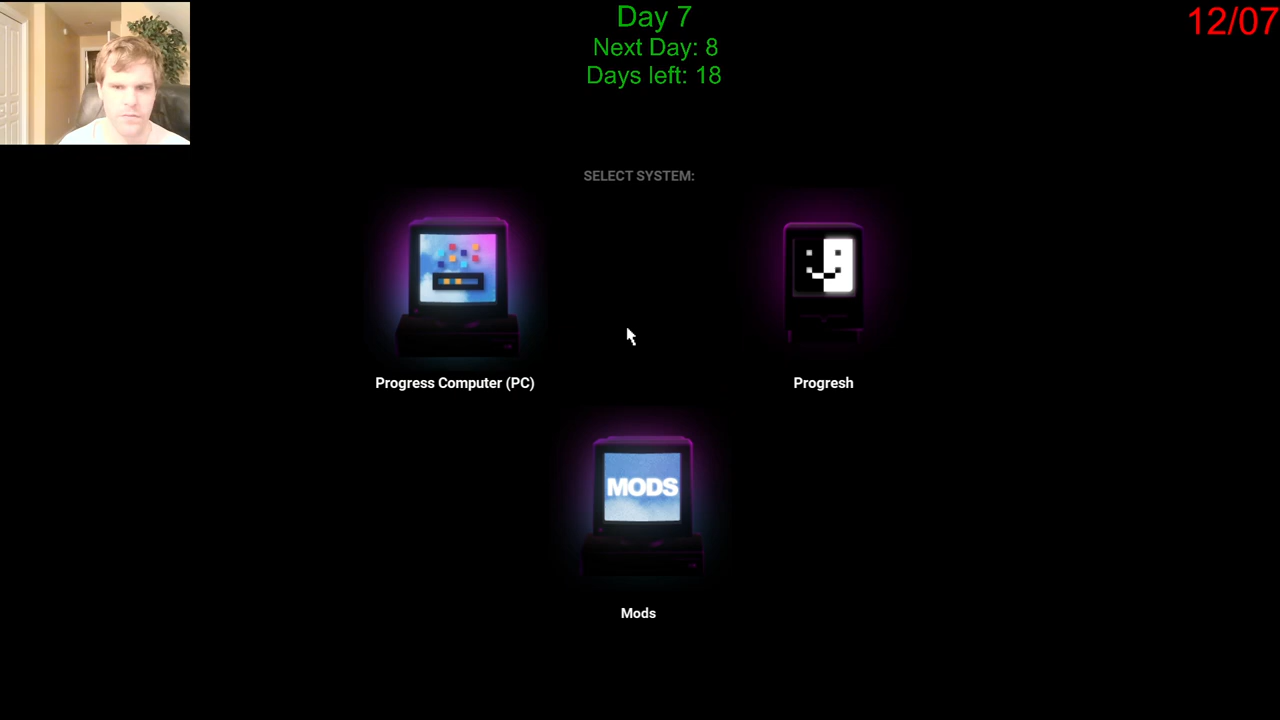 Day 7
Next Day: 8
Days left: 18
12/07
SELECT SYSTEM:
Progress Computer (PC)
Progresh
MODS
Mods